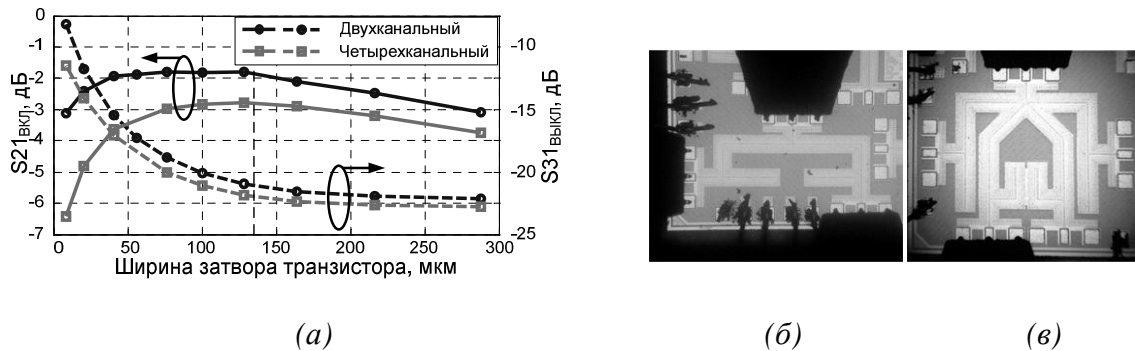 0
-1
-2
-3
-4
-5
-6
-7
S21ВКЛ, дБ
Двухканальный
Четырехканальный
-10
-15
-20
-25
S31ВЫКЛ, дБ
0 50 100 150 200 250 300
Ширина затвора транзистора, мкм
(а) (б) (в)